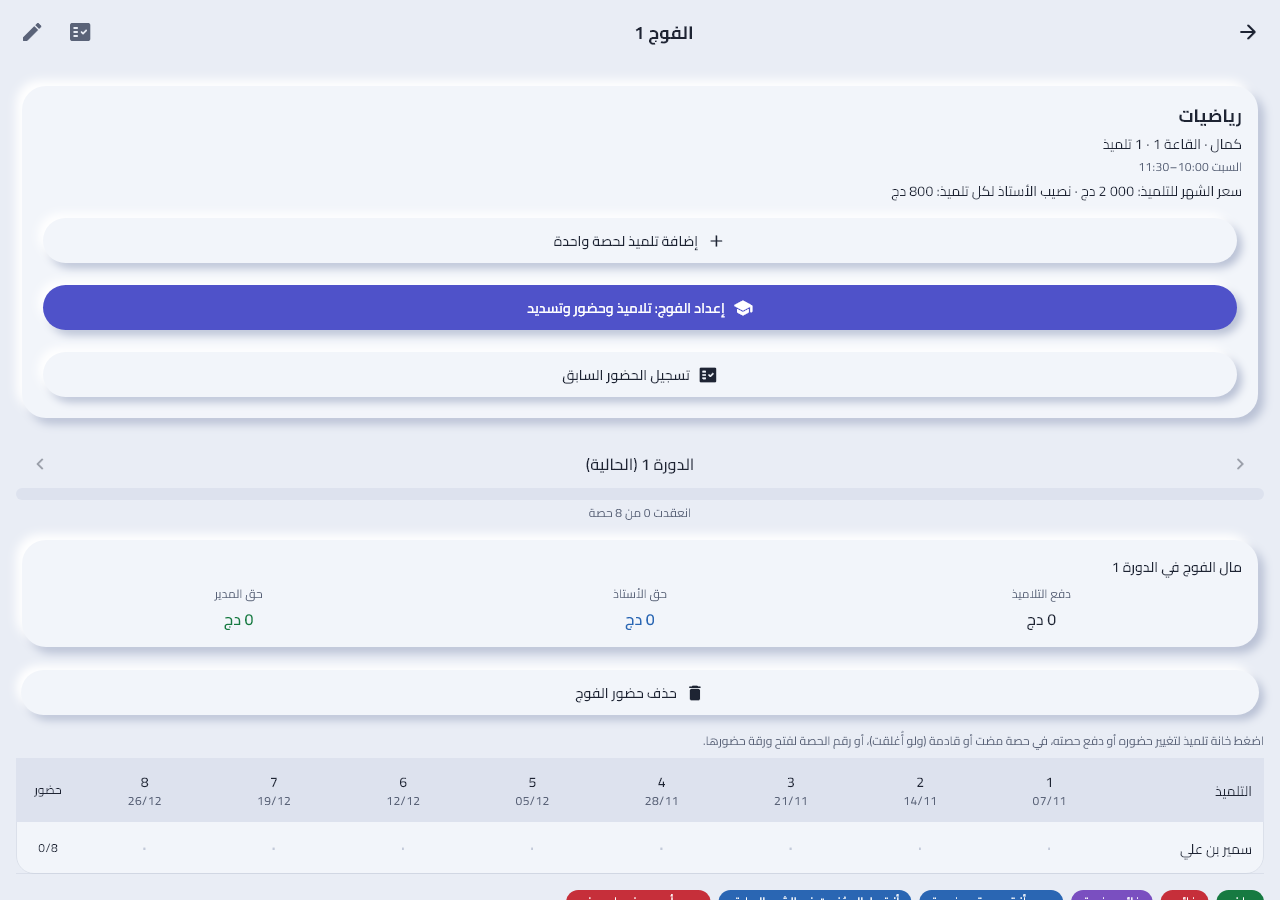 الفوج 1
رياضيات
كمال · القاعة 1 · 1 تلميذ
السبت 10:00–11:30
سعر الشهر للتلميذ: 000 2 دج · نصيب الأستاذ لكل تلميذ: 800 دج
إضافة تلميذ لحصة واحدة
إعداد الفوج: تلاميذ وحضور وتسديد
تسجيل الحضور السابق
الدورة 1 (الحالية)
انعقدت 0 من 8 حصة
مال الفوج في الدورة 1
دفع التلاميذ حق الأستاذ حق المدير
0 دج 0 دج 0 دج
حذف حضور الفوج
اضغط خانة تلميذ لتغيير حضوره أو دفع حصته، في حصة مضت أو قادمة (ولو أُغلقت)، أو رقم الحصة لفتح ورقة حضورها.
التلميذ 1 2 3 4 5 6 7 8 حضور
07/11 14/11 21/11 28/11 05/12 12/12 19/12 26/12
سمير بن علي · · · · · · · · 0/8